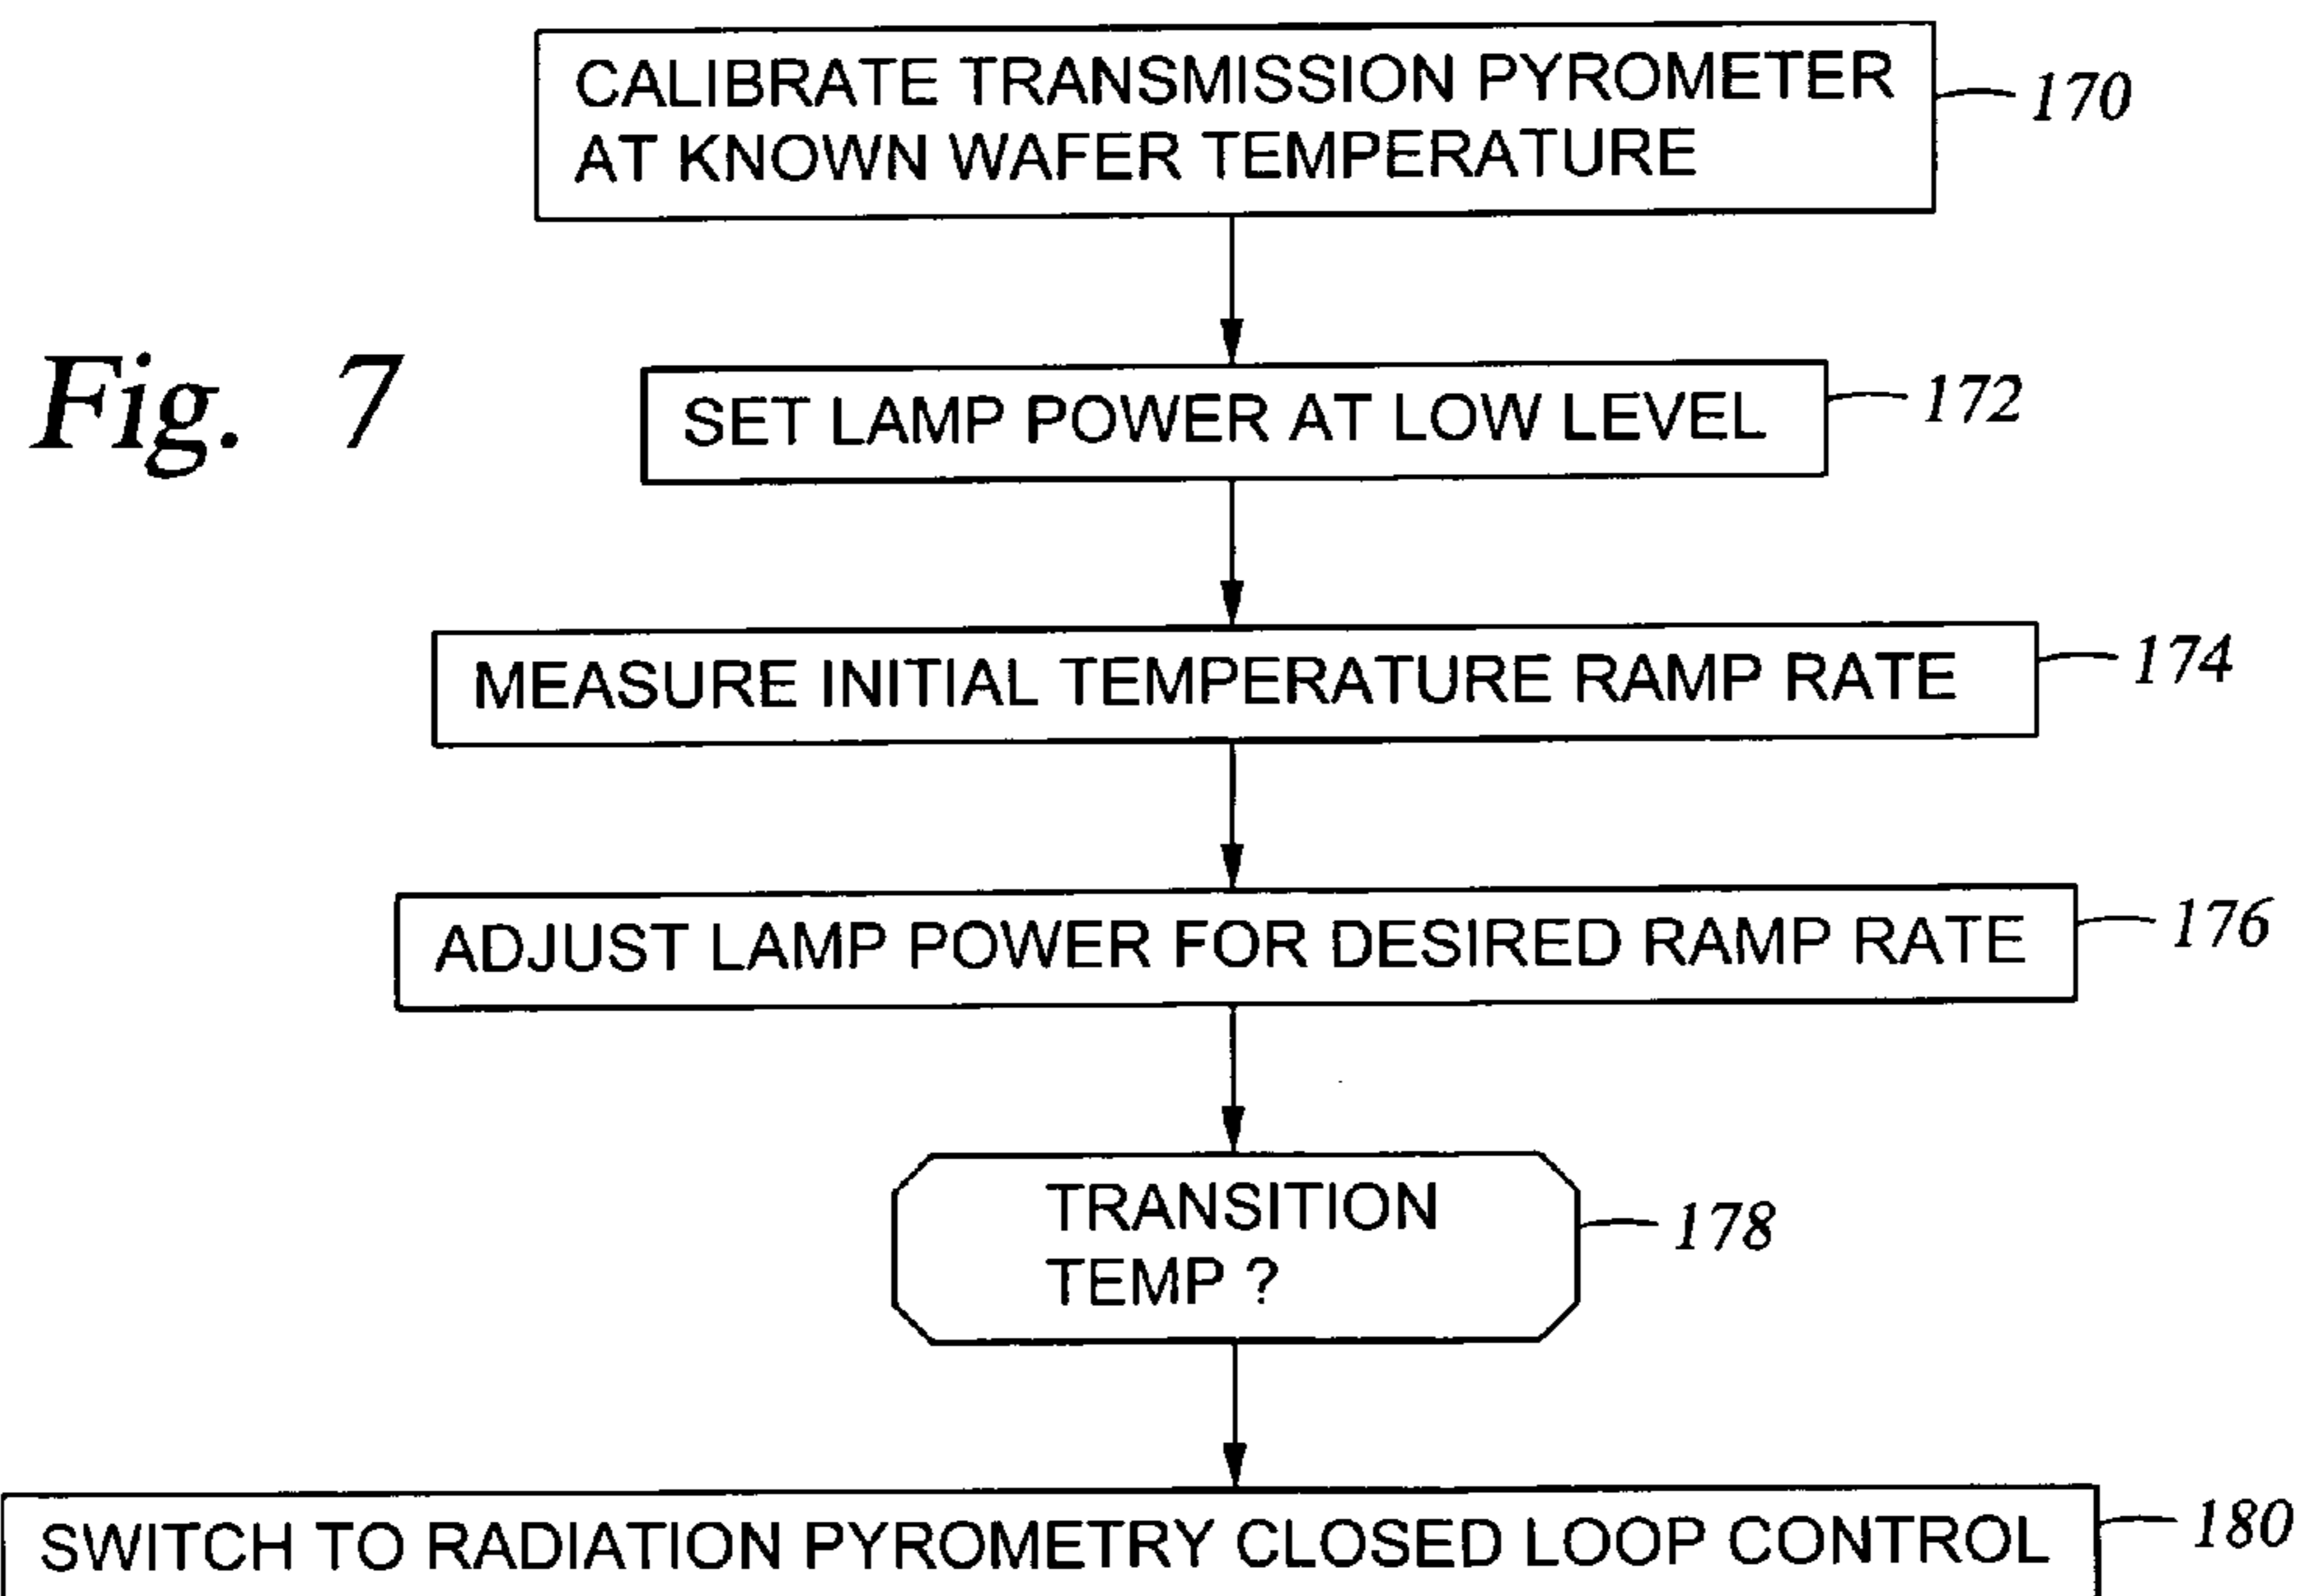 CALIBRATE TRANSMISSION PYROMETER
AT KNOWN WAFER TEMPERATURE
170
Fig. 7
SET LAMP POWER AT LOW LEVEL
172
MEASURE INITIAL TEMPERATURE RAMP RATE
174
ADJUST LAMP POWER FOR DESIRED RAMP RATE
176
TRANSITION
TEMP ?
178
SWITCH TO RADIATION PYROMETRY CLOSED LOOP CONTROL
180